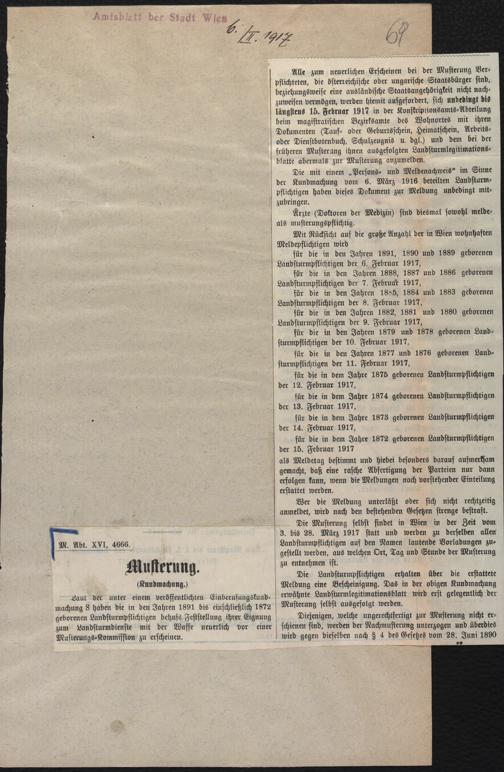 Amtsblatt der Stadt Wien
6./II. 1917
69
M. Abt. XVI, 4666.
Musterung.
(Kundmachung.)
Laut der unter einem veröffentlichten Einberufungskund-
machung 8 haben die in den Jahren 1891 bis einschließlich 1872
geborenen Landsturmpflichtigen behufs Feststellung ihrer Eignung
zum Landsturmdienste mit der Waffe neuerlich vor einer
Musterungs-Kommission zu erscheinen.
Alle zum neuerlichen Erscheinen bei der Musterung Ver-
pflichteten, die österreichische oder ungarische Staatsbürger sind,
beziehungsweise eine ausländische Staatsangehörigkeit nicht nach-
zuweisen vermögen, werden hiemit aufgefordert, sich unbedingt bis
längstens 15. Februar 1917 in der Konskriptionsamts-Abteilung
beim magistratischen Bezirksamte des Wohnortes mit ihren
Dokumenten (Tauf- oder Geburtsschein, Heimatschein, Arbeits-
oder Dienstbotenbuch, Schulzeugnis u. dgl.) und dem bei der
früheren Musterung ihnen ausgefolgten Landsturmlegitimations-
blatte abermals zur Musterung anzumelden.
Die mit einem „Persons- und Meldenachweis“ im Sinne
der Kundmachung vom 6. März 1916 beteilten Landsturm-
pflichtigen haben dieses Dokument zur Meldung unbedingt mit-
zubringen.
Ärzte (Doktoren der Medizin) sind diesmal sowohl melde-
als musterungspflichtig.
Mit Rücksicht auf die große Anzahl der in Wien wohnhaften
Meldepflichtigen wird
für die in den Jahren 1891, 1890 und 1889 geborenen
Landsturmpflichtigen der 6. Februar 1917,
für die in den Jahren 1888, 1887 und 1886 geborenen
Landsturmpflichtigen der 7. Februar 1917,
für die in den Jahren 1885, 1884 und 1883 geborenen
Landsturmpflichtigen der 8. Februar 1917,
für die in den Jahren 1882, 1881 und 1880 geborenen
Landsturmpflichtigen der 9. Februar 1917,
für die in den Jahren 1879 und 1878 geborenen Land-
sturmpflichtigen der 10. Februar 1917,
für die in den Jahren 1877 und 1876 geborenen Land-
sturmpflichtigen der 11. Februar 1917,
für die in dem Jahre 1875 geborenen Landsturmpflichtigen
der 12. Februar 1917,
für die in dem Jahre 1874 geborenen Landsturmpflichtigen
der 13. Februar 1917,
für die in dem Jahre 1873 geborenen Landsturmpflichtigen
der 14. Februar 1917,
für die in dem Jahre 1872 geborenen Landsturmpflichtigen
der 15. Februar 1917
als Meldetag bestimmt und hiebei besonders darauf aufmerksam
gemacht, daß eine rasche Abfertigung der Parteien nur dann
erfolgen kann, wenn die Meldungen nach vorstehender Einteilung
erstattet werden.
Wer die Meldung unterläßt oder sich nicht rechtzeitig
anmeldet, wird nach den bestehenden Gesetzen strenge bestraft.
Die Musterung selbst findet in Wien in der Zeit vom
3. bis 28. März 1917 statt und werden zu derselben allen
Landsturmpflichtigen auf den Namen lautende Vorladungen zu-
gestellt werden, aus welchen Ort, Tag und Stunde der Musterung
zu entnehmen ist.
Die Landsturmpflichtigen erhalten über die erstattete
Meldung eine Bescheinigung. Das in der obigen Kundmachung
erwähnte Landsturmlegitimationsblatt wird erst gelegentlich der
Musterung selbst ausgefolgt werden.
Diejenigen, welche ungerechtfertigt zur Musterung nicht er-
schienen sind, werden der Nachmusterung unterzogen und überdies
wird gegen dieselben nach § 4 des Gesetzes vom 28. Juni 1890